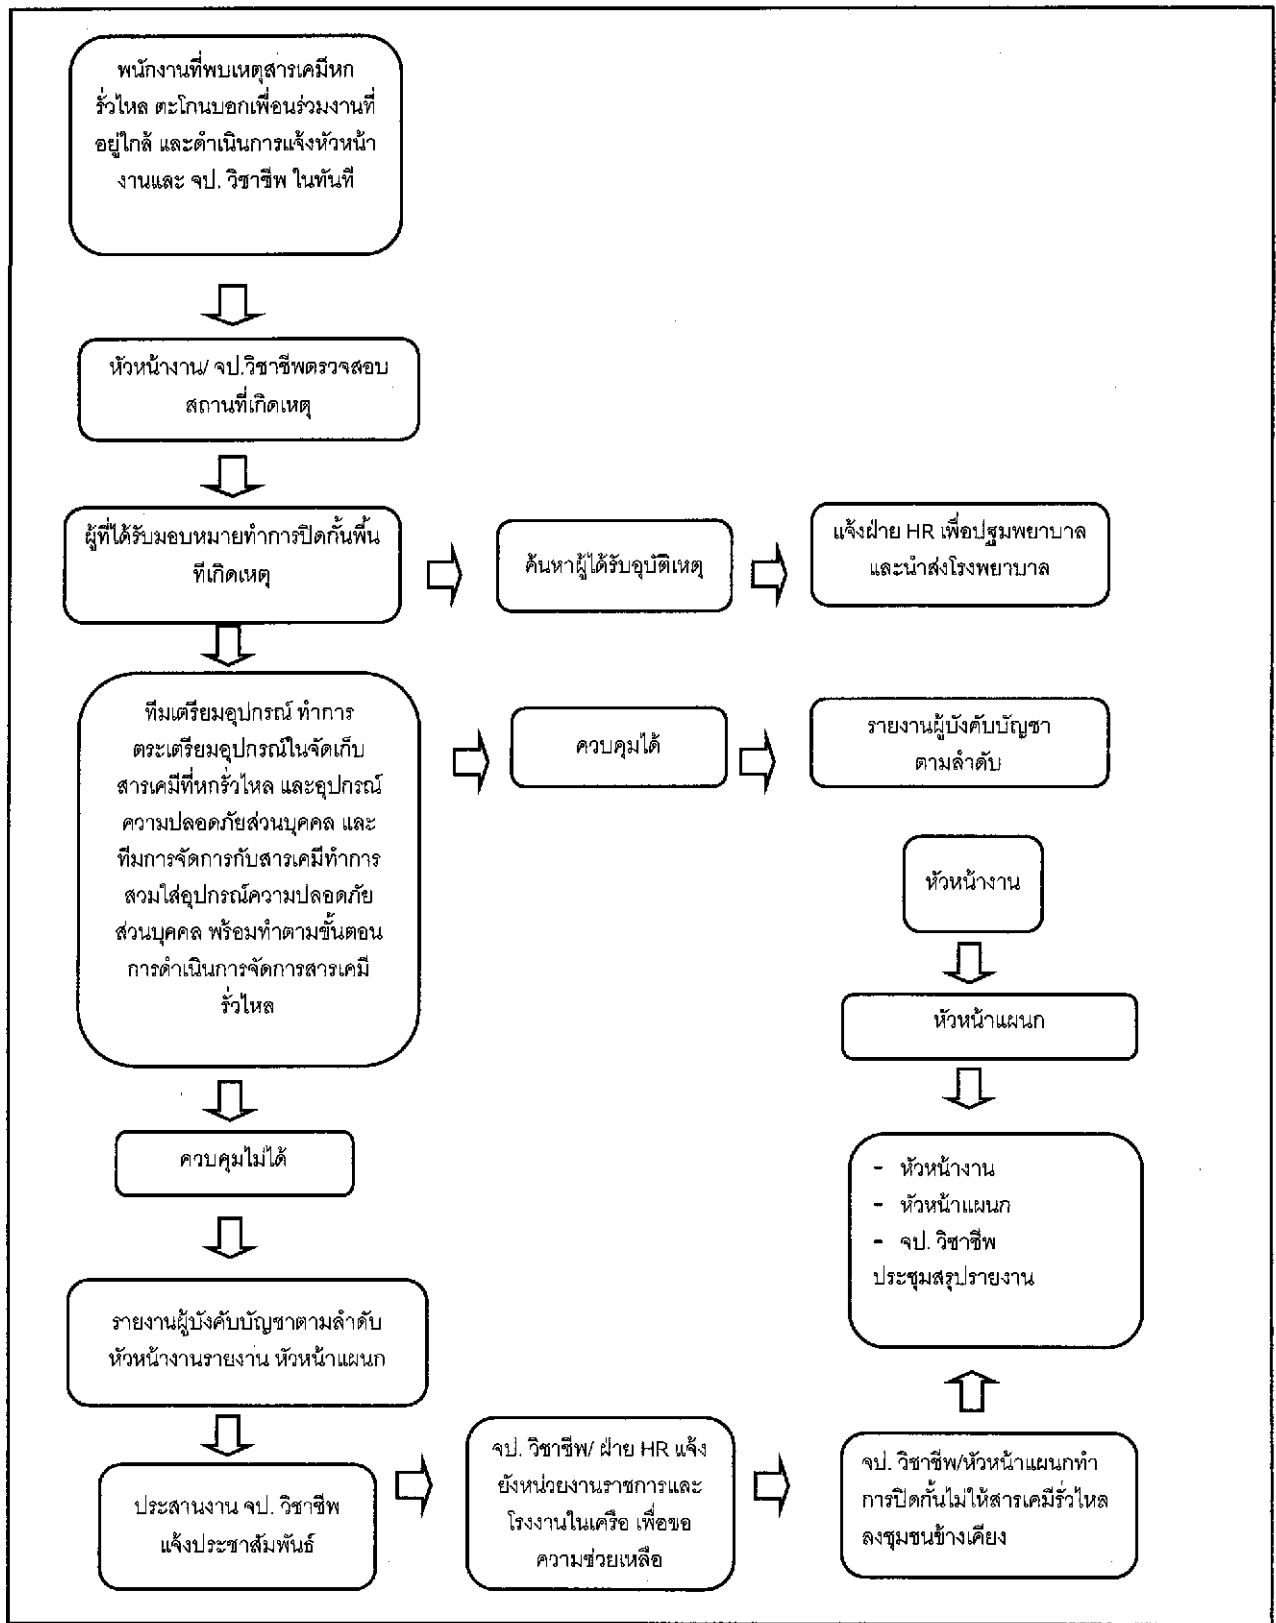 พนักงานที่พบเหตุสารเคมีหก
รั่วไหล ตะโกนบอกเพื่อนร่วมงานที่
อยู่ใกล้ และดำเนินการแจ้งหัวหน้า
งานและ จป. วิชาชีพ ในทันที
หัวหน้างาน/ จป.วิชาชีพตรวจสอบ
สถานที่เกิดเหตุ
ผู้ที่ได้รับมอบหมายทำการปิดกั้นพื้น
ที่เกิดเหตุ
ค้นหาผู้ได้รับอุบัติเหตุ
แจ้งฝ่าย HR เพื่อปฐมพยาบาล
และนำส่งโรงพยาบาล
ทีมเตรียมอุปกรณ์ ทำการ
ตระเตรียมอุปกรณ์ในจัดเก็บ
สารเคมีที่หกรั่วไหล และอุปกรณ์
ความปลอดภัยส่วนบุคคล และ
ทีมการจัดการกับสารเคมีทำการ
สวมใส่อุปกรณ์ความปลอดภัย
ส่วนบุคคล พร้อมทำตามขั้นตอน
การดำเนินการจัดการสารเคมี
รั่วไหล
ควบคุมได้
รายงานผู้บังคับบัญชา
ตามลำดับ
หัวหน้างาน
หัวหน้าแผนก
- หัวหน้างาน
- หัวหน้าแผนก
- จป. วิชาชีพ
ประชุมสรุปรายงาน
ควบคุมไม่ได้
รายงานผู้บังคับบัญชาตามลำดับ
หัวหน้างานรายงาน หัวหน้าแผนก
ประสานงาน จป. วิชาชีพ
แจ้งประชาสัมพันธ์
จป. วิชาชีพ/ ฝ่าย HR แจ้ง
ยังหน่วยงานราชการและ
โรงงานในเครือ เพื่อขอ
ความช่วยเหลือ
จป. วิชาชีพ/หัวหน้าแผนกทำ
การปิดกั้นไม่ให้สารเคมีรั่วไหล
ลงชุมชนข้างเคียง